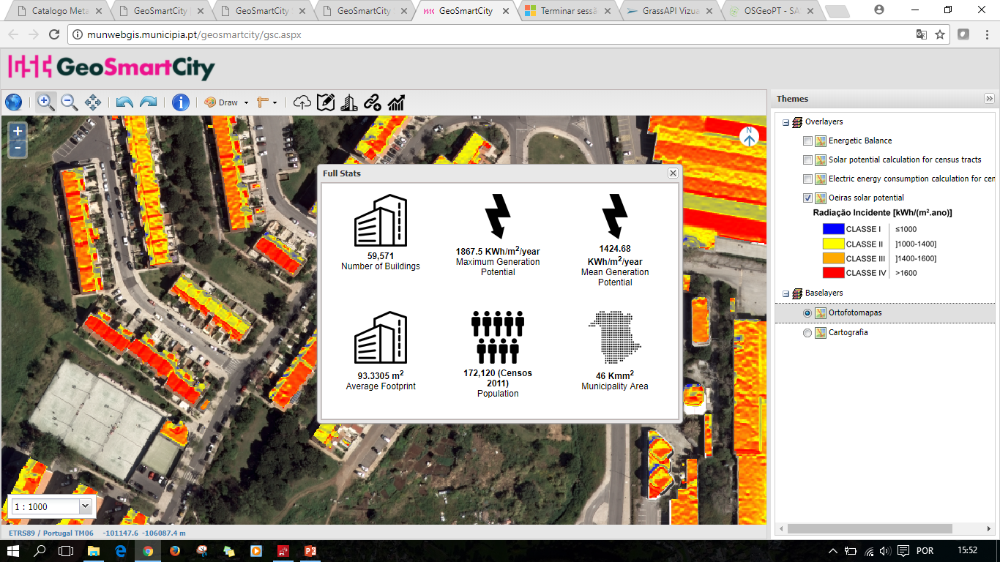 Catalogo Meta
GeoSmartCity
GeoSmartCity
GeoSmartCity
GeoSmartCity
Terminar sessã
GrassAPI Vizua
OSGeoPT - SA
munwebgis.municipia.pt/geosmartcity/gsc.aspx
GeoSmartCity
Draw
Themes
Overlayers
Energetic Balance
Solar potential calculation for census tracts
Electric energy consumption calculation for cen
Oeiras solar potential
Radiação Incidente [kWh/(m².ano)]
CLASSE I ≤1000
CLASSE II ]1000-1400]
CLASSE III ]1400-1600]
CLASSE IV >1600
Baselayers
Ortofotomapas
Cartografia
N
Full Stats
59,571
Number of Buildings
1867.5 KWh/m²/year
Maximum Generation
Potential
1424.68
KWh/m²/year
Mean Generation
Potential
93.3305 m²
Average Footprint
172,120 (Censos
2011)
Population
46 Kmm²
Municipality Area
1 : 1000
ETRS89 / Portugal TM06 -101147.6 -106087.4 m
POR
15:52